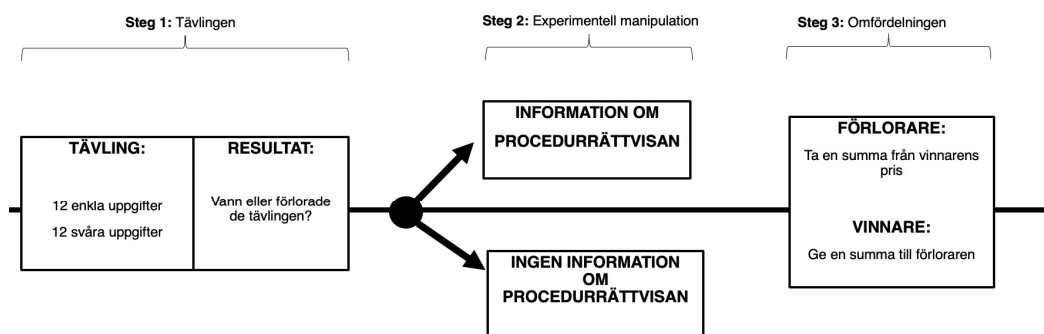 Steg 1: Tävlingen
Steg 2: Experimentell manipulation
Steg 3: Omfördelningen
TÄVLING:
12 enkla uppgifter
12 svåra uppgifter
RESULTAT:
Vann eller förlorade
de tävlingen?
INFORMATION OM
PROCEDURRÄTTVISAN
INGEN INFORMATION
OM
PROCEDURRÄTTVISAN
FÖRLORARE:
Ta en summa från vinnarens
pris
VINNARE:
Ge en summa till förloraren